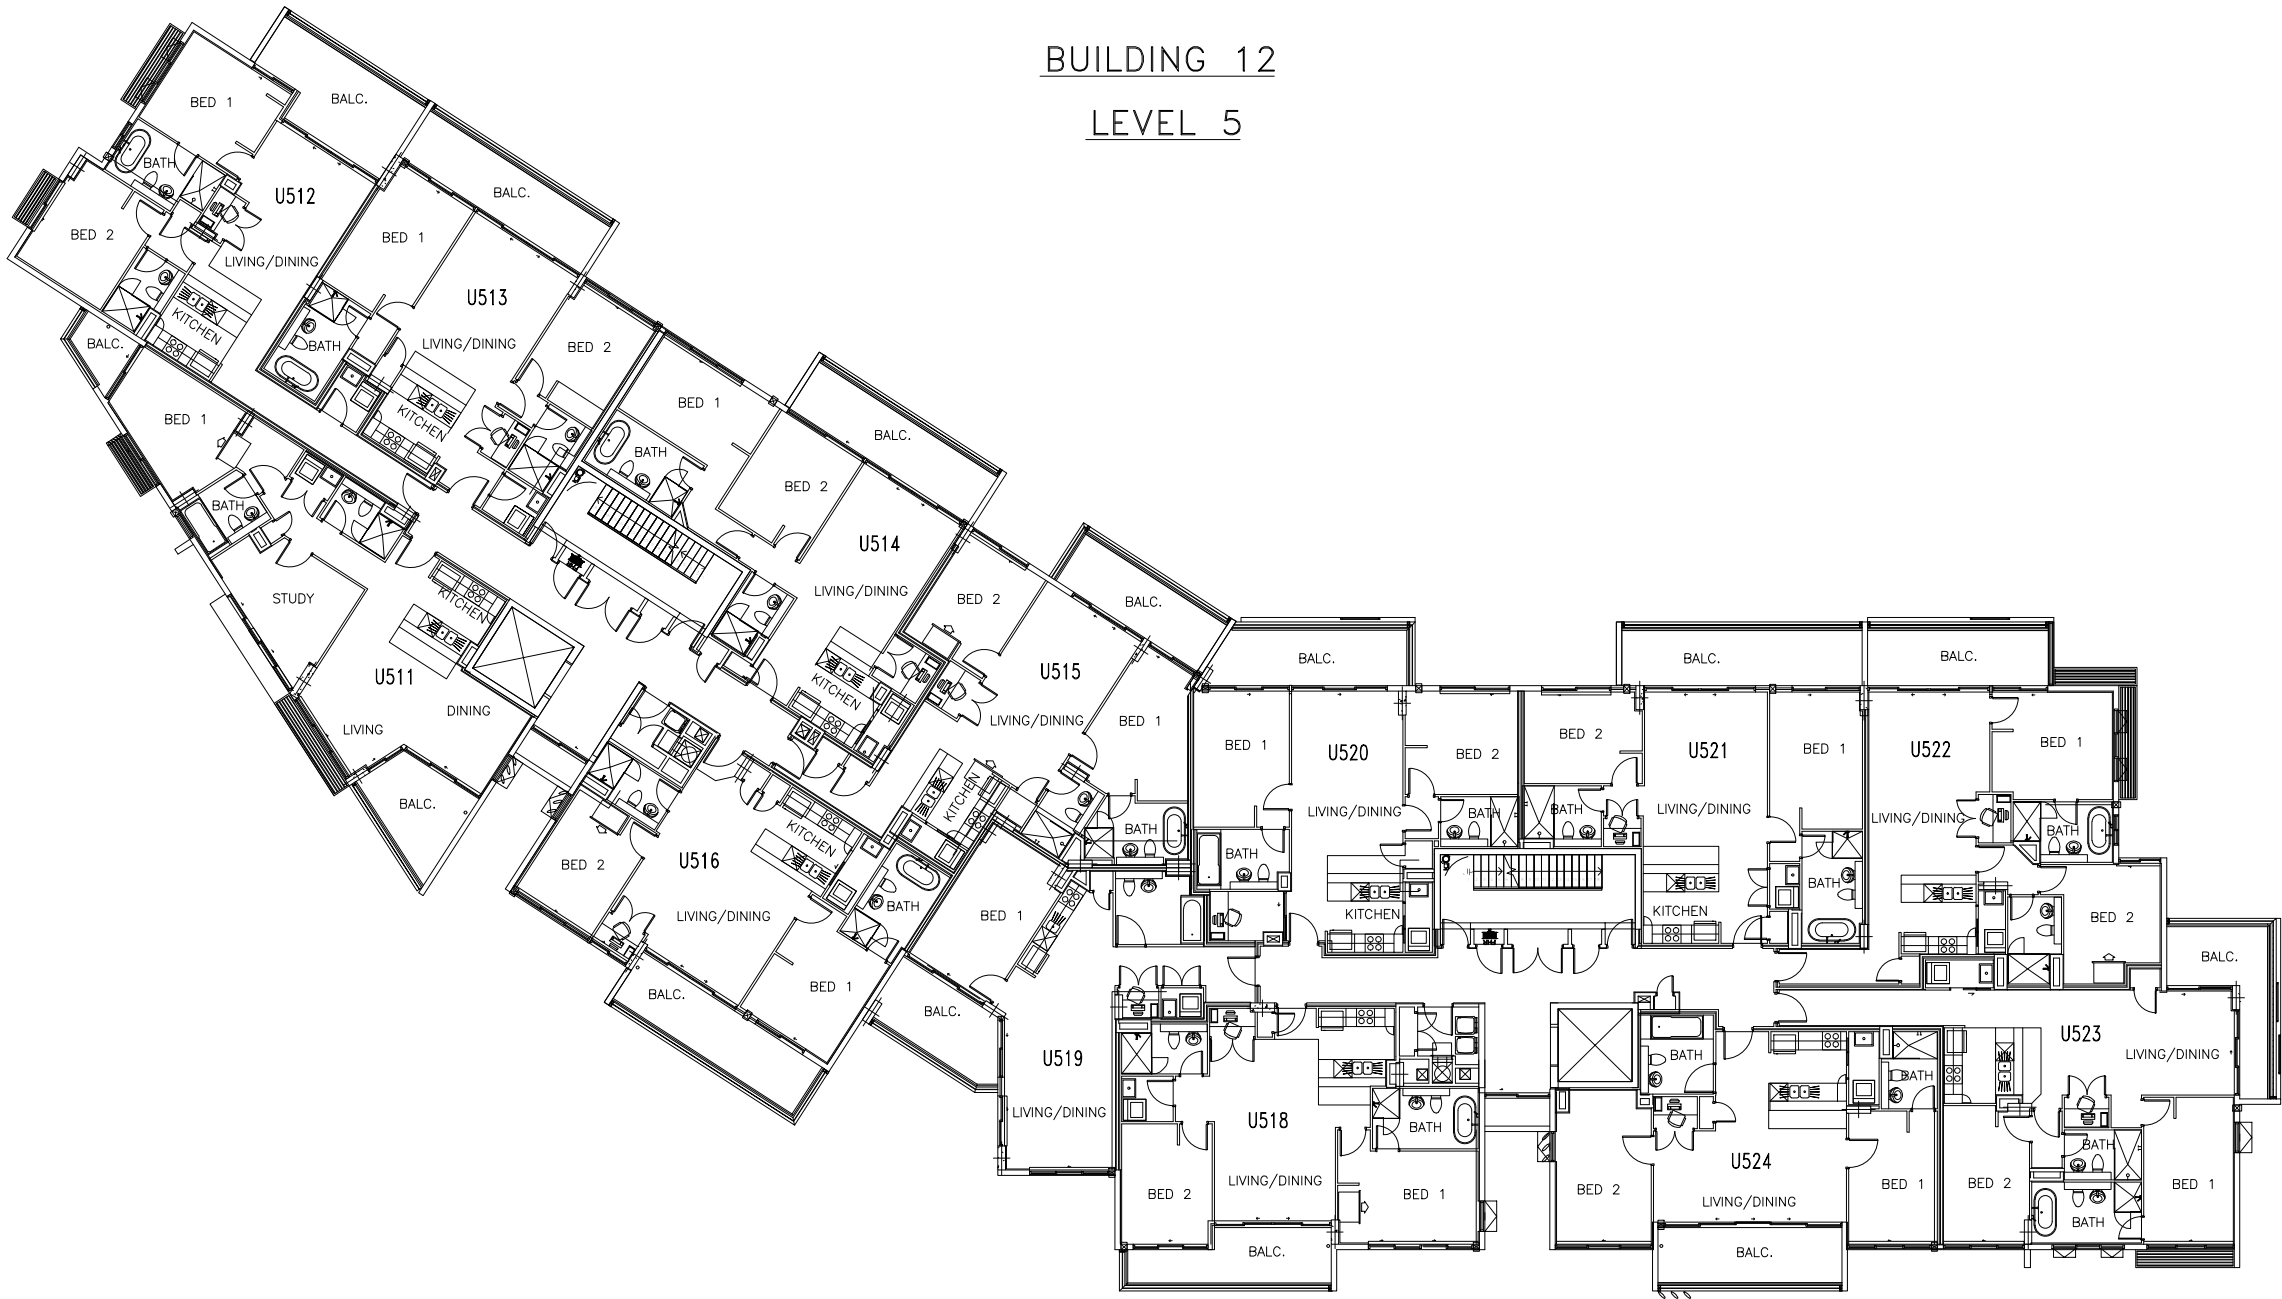 BUILDING 12
LEVEL 5
BED 1
BALC.
BATH
U512
BED 2
LIVING/DINING
KITCHEN
BALC.
BED 1
U513
LIVING/DINING
BED 2
BATH
KITCHEN
BALC.
BED 1
BATH
STUDY
KITCHEN
U511
DINING
LIVING
BALC.
BED 1
BALC.
BATH
BED 2
U514
LIVING/DINING
KITCHEN
BALC.
BED 2
U515
LIVING/DINING
BED 1
KITCHEN
BATH
KITCHEN
BED 2
U516
LIVING/DINING
BATH
BED 1
BALC.
BED 1
BALC.
U519
LIVING/DINING
BALC.
BED 1
U520
BED 2
LIVING/DINING
BATH
BATH
KITCHEN
BALC.
BED 2
U521
BED 1
BATH
LIVING/DINING
BATH
KITCHEN
BALC.
U522
BED 1
LIVING/DINING
BATH
BED 2
BALC.
U523
LIVING/DINING
BATH
BED 2
BED 1
BATH
U518
BATH
LIVING/DINING
BED 2
BED 1
BALC.
BATH
BATH
U524
BED 2
LIVING/DINING
BED 1
BALC.